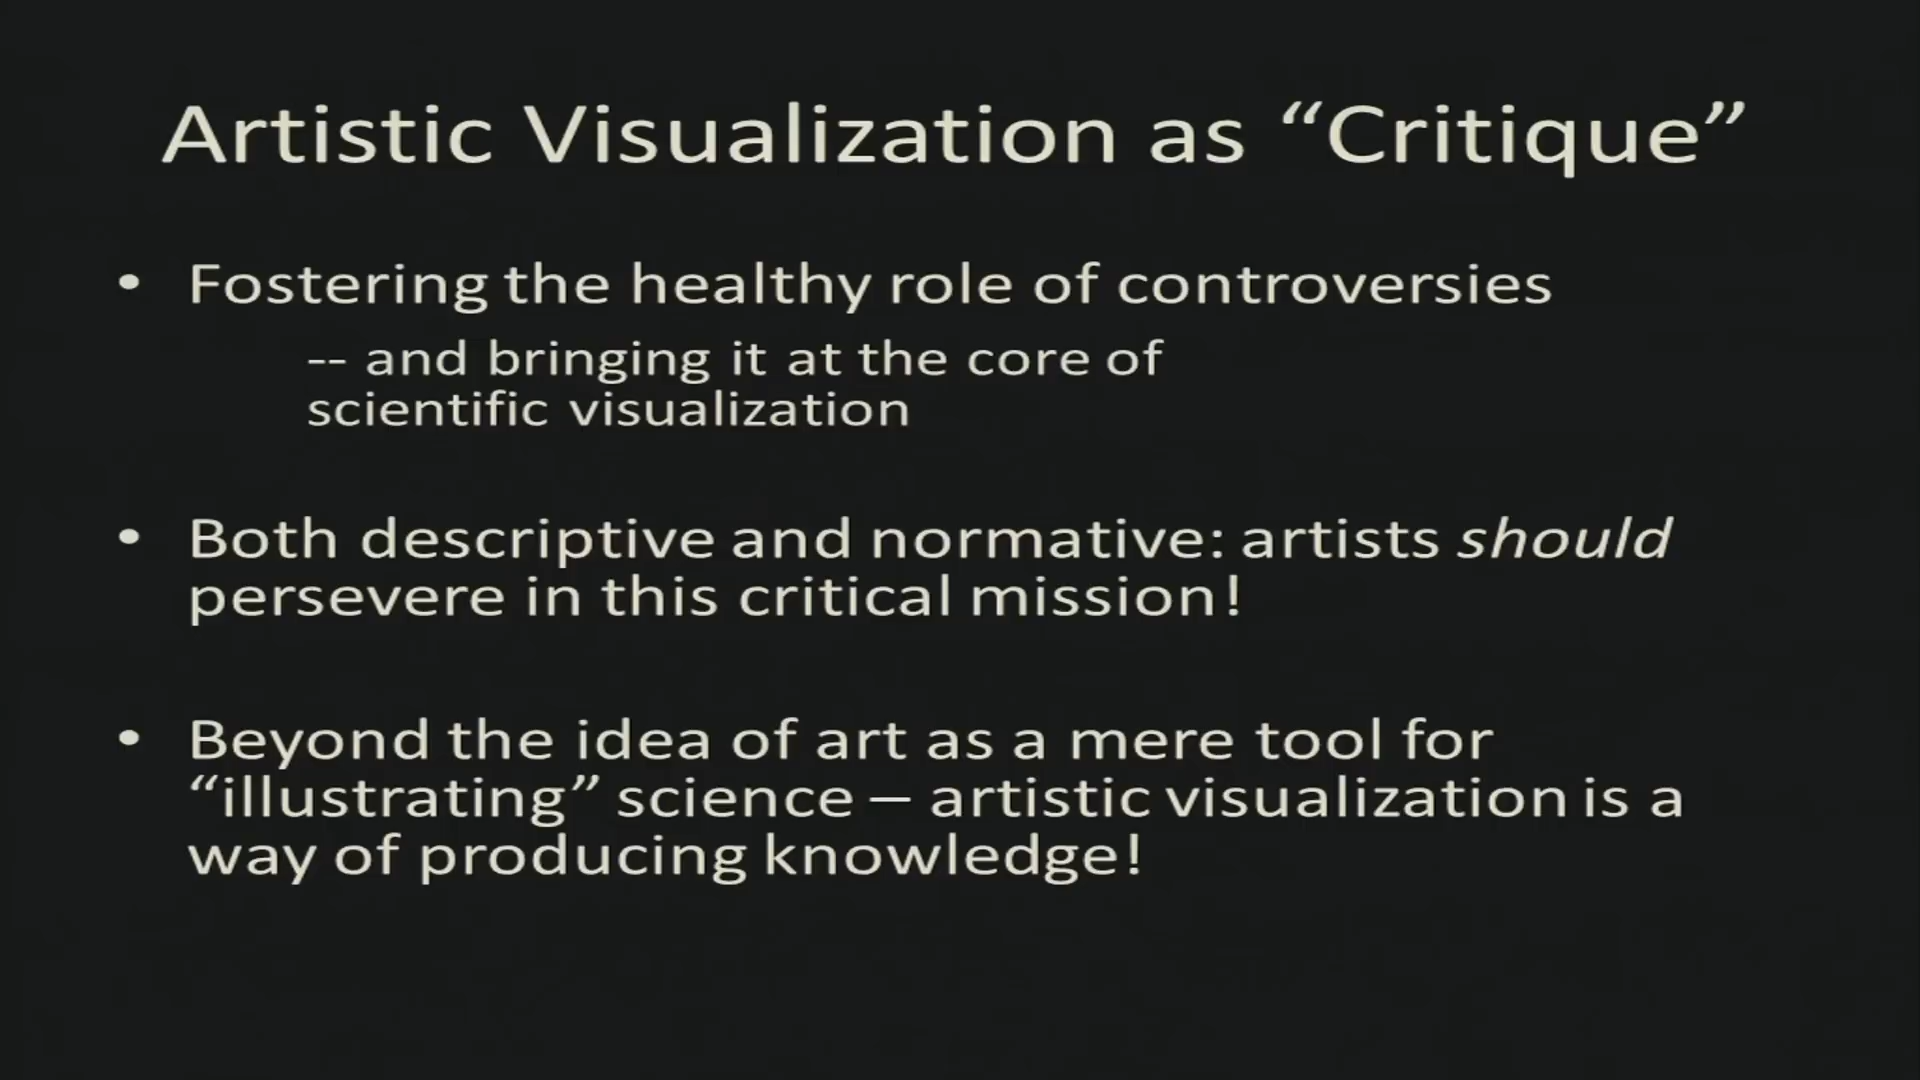 Artistic Visualization as “Critique”
• Fostering the healthy role of controversies
-- and bringing it at the core of
scientific visualization
• Both descriptive and normative: artists should
persevere in this critical mission!
• Beyond the idea of art as a mere tool for
“illustrating” science – artistic visualization is a
way of producing knowledge!